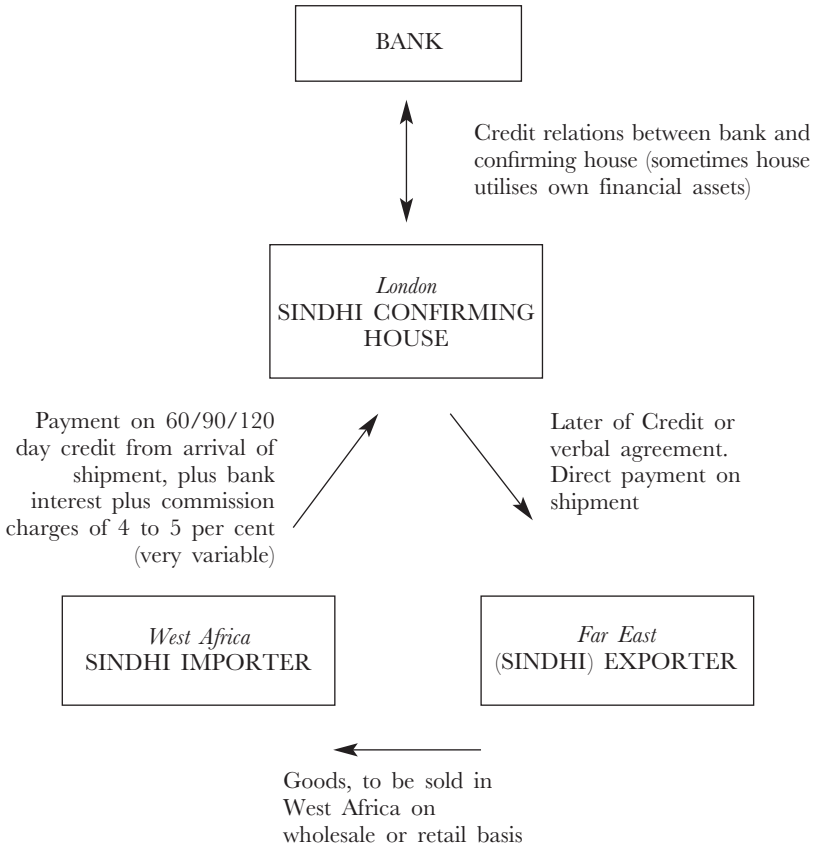 BANK
Credit relations between bank and
confirming house (sometimes house
utilises own financial assets)
London
SINDHI CONFIRMING
HOUSE
Payment on 60/90/120
day credit from arrival of
shipment, plus bank
interest plus commission
charges of 4 to 5 per cent
(very variable)
Later of Credit or
verbal agreement.
Direct payment on
shipment
West Africa
SINDHI IMPORTER
Far East
(SINDHI) EXPORTER
Goods, to be sold in
West Africa on
wholesale or retail basis